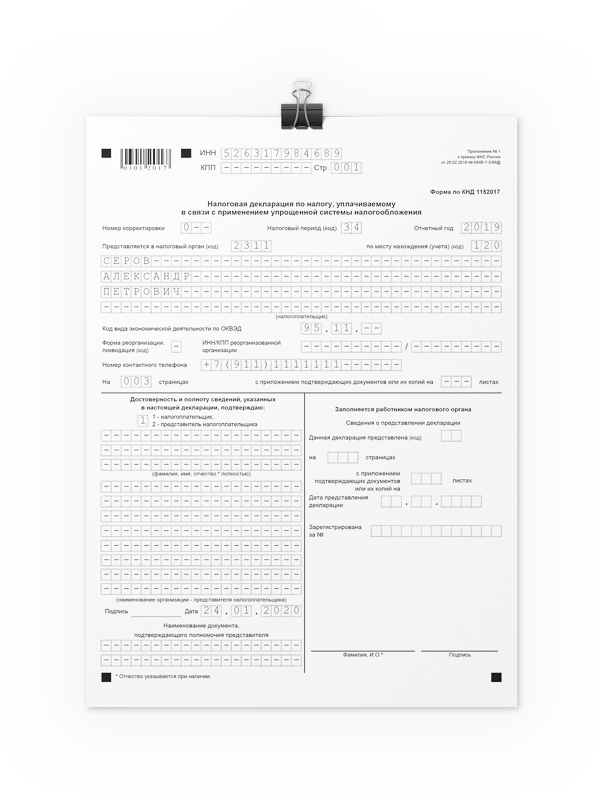 ИНН 526317984689
0301 2017
КПП --------- Стр. 001
Приложение № 1
к приказу ФНС России
от 26.02.2016 № ММВ-7-3/99@
Форма по КНД 1152017
Налоговая декларация по налогу, уплачиваемому
в связи с применением упрощенной системы налогообложения
Номер корректировки 0-- Налоговый период (код) 34 Отчетный год 2019
Представляется в налоговый орган (код) 2311 по месту нахождения (учета) (код) 120
СЕРОВ
АЛЕКСАНДР
ПЕТРОВИЧ
(налогоплательщик)
Код вида экономической деятельности по ОКВЭД 95.11.--
Форма реорганизации, ликвидация (код) - ИНН/КПП реорганизованной организации ---------- / ---------
Номер контактного телефона +7(911)1111111------
На 003 страницах с приложением подтверждающих документов или их копий на --- листах
Достоверность и полноту сведений, указанных
в настоящей декларации, подтверждаю:
1 1 - налогоплательщик,
2 - представитель налогоплательщика
(фамилия, имя, отчество * полностью)
(наименование организации - представителя налогоплательщика)
Подпись Дата 24.01.2020
Наименование документа,
подтверждающего полномочия представителя
Заполняется работником налогового органа
Сведения о представлении декларации
Данная декларация представлена (код)
на страницах
с приложением
подтверждающих документов
или их копий на листах
Дата представления
декларации
Зарегистрирована
за №
Фамилия, И.О.* Подпись
* Отчество указывается при наличии.